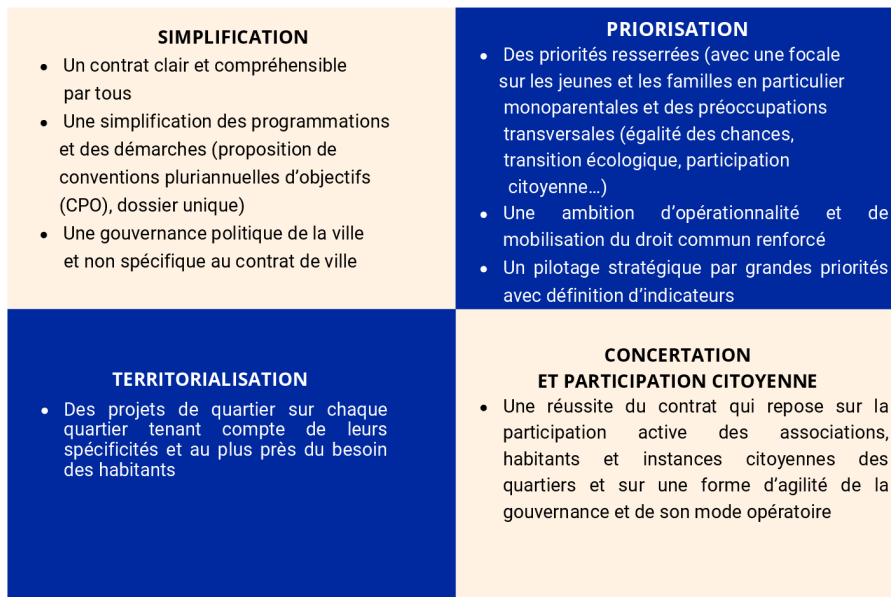 SIMPLIFICATION
• Un contrat clair et compréhensible
par tous
• Une simplification des programmations
et des démarches (proposition de
conventions pluriannuelles d'objectifs
(CPO), dossier unique)
• Une gouvernance politique de la ville
et non spécifique au contrat de ville
PRIORISATION
• Des priorités resserrées (avec une focale
sur les jeunes et les familles en particulier
monoparentales et des préoccupations
transversales (égalité des chances,
transition écologique, participation
citoyenne…)
• Une ambition d'opérationnalité et de
mobilisation du droit commun renforcé
• Un pilotage stratégique par grandes priorités
avec définition d'indicateurs
TERRITORIALISATION
• Des projets de quartier sur chaque
quartier tenant compte de leurs
spécificités et au plus près du besoin
des habitants
CONCERTATION
ET PARTICIPATION CITOYENNE
• Une réussite du contrat qui repose sur la
participation active des associations,
habitants et instances citoyennes des
quartiers et sur une forme d'agilité de la
gouvernance et de son mode opératoire